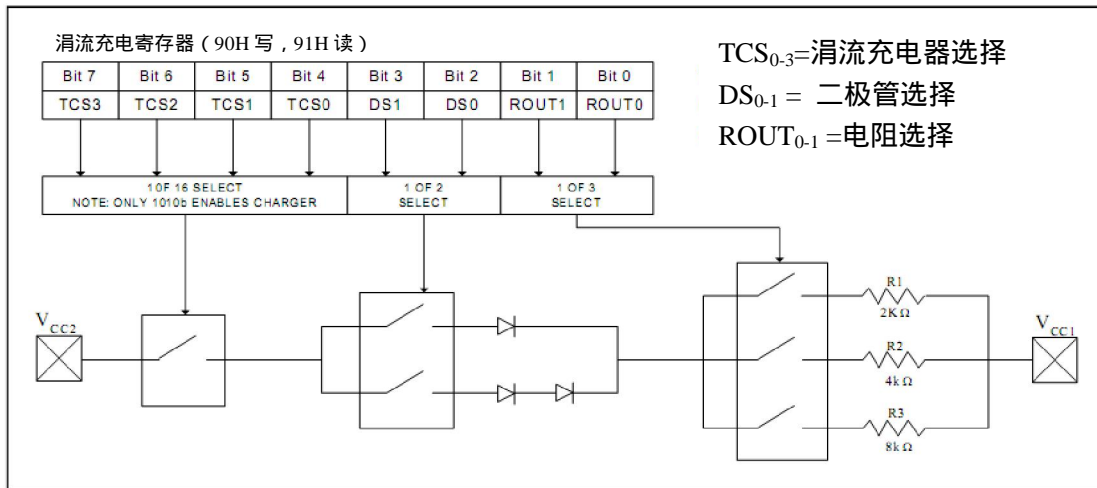 涓流充电寄存器（90H 写，91H 读）
Bit 7 Bit 6 Bit 5 Bit 4 Bit 3 Bit 2 Bit 1 Bit 0
TCS3 TCS2 TCS1 TCS0 DS1 DS0 ROUT1 ROUT0
TCS0-3=涓流充电器选择
DS0-1 = 二极管选择
ROUT0-1 =电阻选择
1OF 16 SELECT
NOTE: ONLY 1010b ENABLES CHARGER
1 OF 2
SELECT
1 OF 3
SELECT
VCC2
R1
2KΩ
R2
4kΩ
R3
8kΩ
VCC1